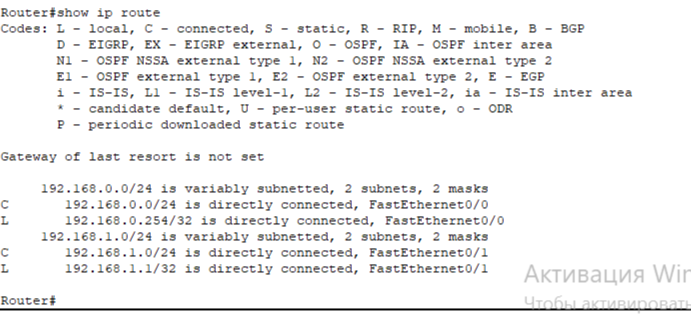 Router#show ip route
Codes: L - local, C - connected, S - static, R - RIP, M - mobile, B - BGP
D - EIGRP, EX - EIGRP external, O - OSPF, IA - OSPF inter area
N1 - OSPF NSSA external type 1, N2 - OSPF NSSA external type 2
E1 - OSPF external type 1, E2 - OSPF external type 2, E - EGP
i - IS-IS, L1 - IS-IS level-1, L2 - IS-IS level-2, ia - IS-IS inter area
* - candidate default, U - per-user static route, o - ODR
P - periodic downloaded static route
Gateway of last resort is not set
192.168.0.0/24 is variably subnetted, 2 subnets, 2 masks
C 192.168.0.0/24 is directly connected, FastEthernet0/0
L 192.168.0.254/32 is directly connected, FastEthernet0/0
192.168.1.0/24 is variably subnetted, 2 subnets, 2 masks
C 192.168.1.0/24 is directly connected, FastEthernet0/1
L 192.168.1.1/32 is directly connected, FastEthernet0/1
Активация Win
Router#
Чтобы активировать